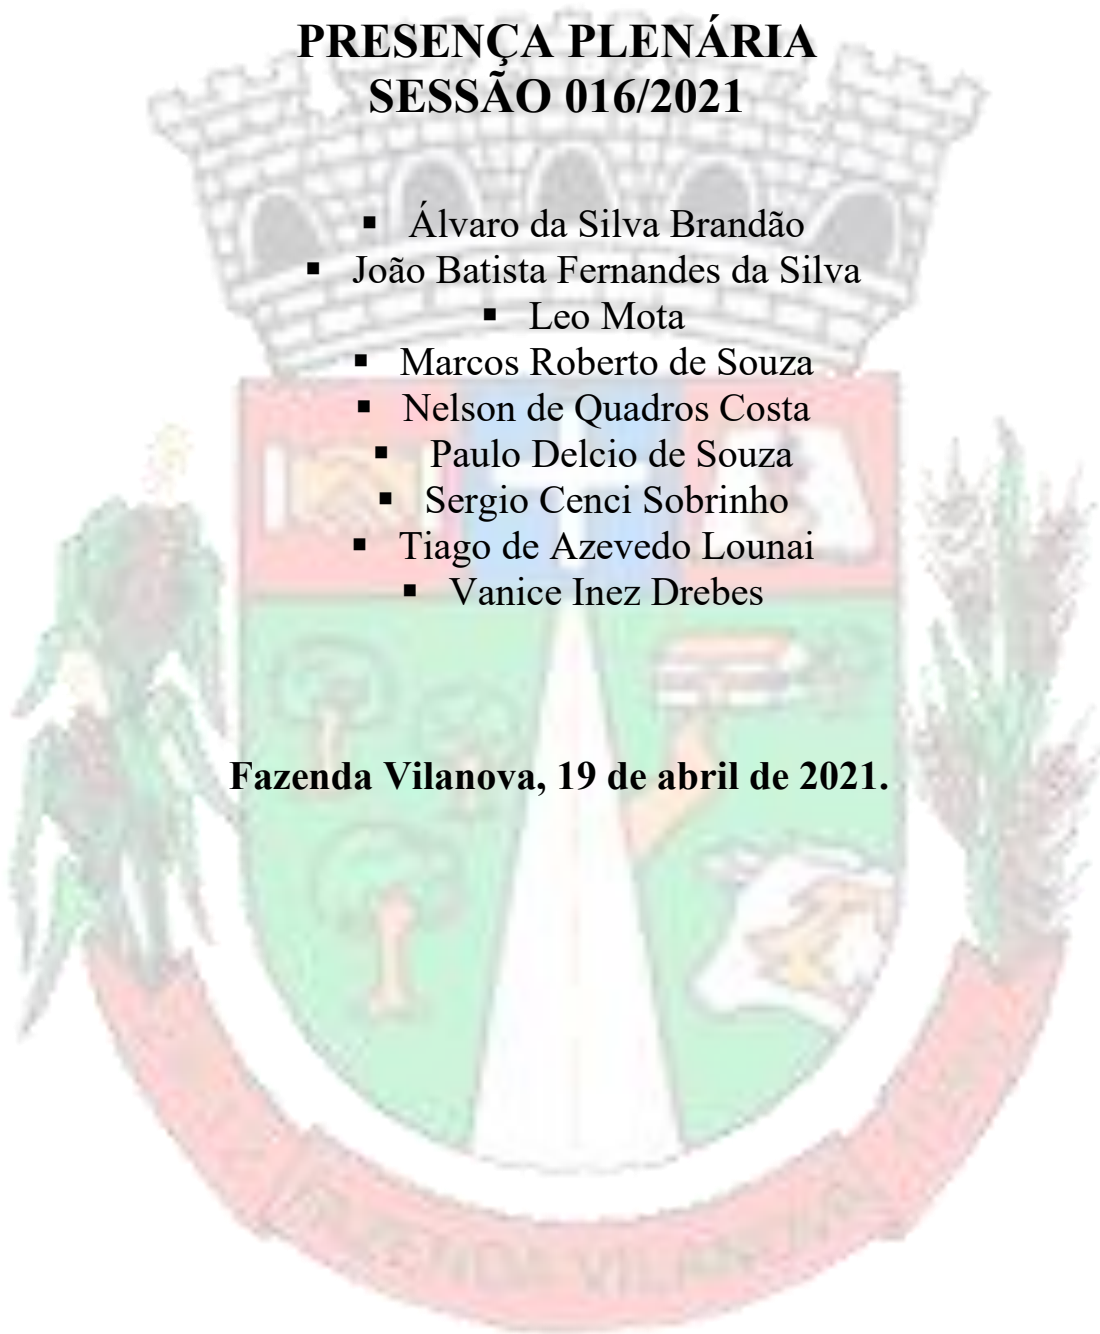 PRESENÇA PLENÁRIA
SESSÃO 016/2021
▪ Álvaro da Silva Brandão
▪ João Batista Fernandes da Silva
▪ Leo Mota
▪ Marcos Roberto de Souza
▪ Nelson de Quadros Costa
▪ Paulo Delcio de Souza
▪ Sergio Cenci Sobrinho
▪ Tiago de Azevedo Lounai
▪ Vanice Inez Drebes
Fazenda Vilanova, 19 de abril de 2021.
FAZENDA VILANOVA